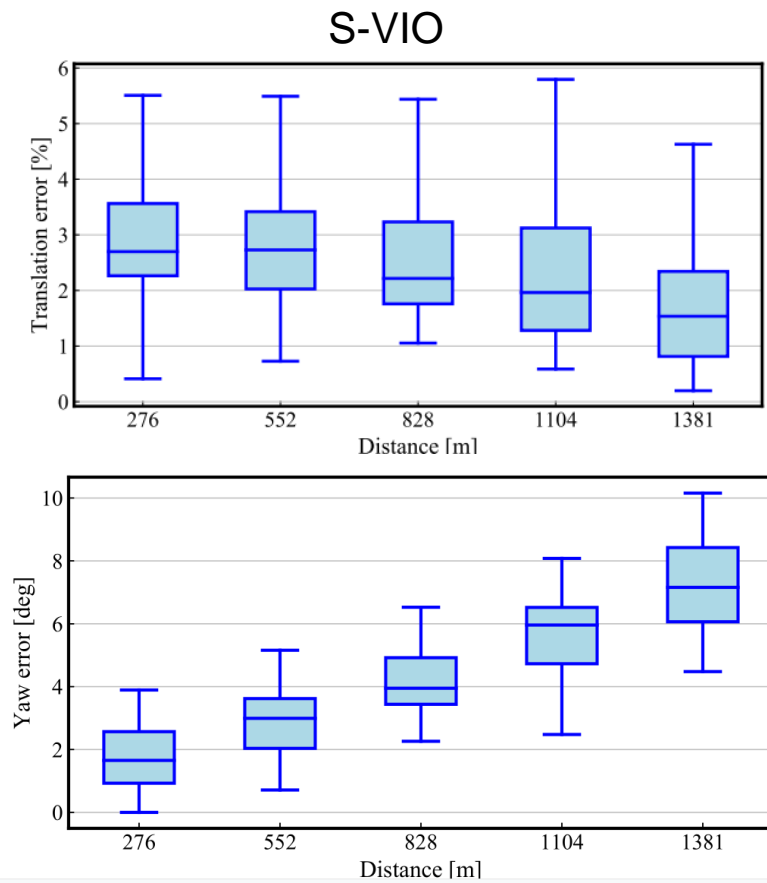 S-VIO
Translation error [%]
6
5
4
3
2
1
0
276 552 828 1104 1381
Distance [m]
Yaw error [deg]
10
8
6
4
2
0
276 552 828 1104 1381
Distance [m]